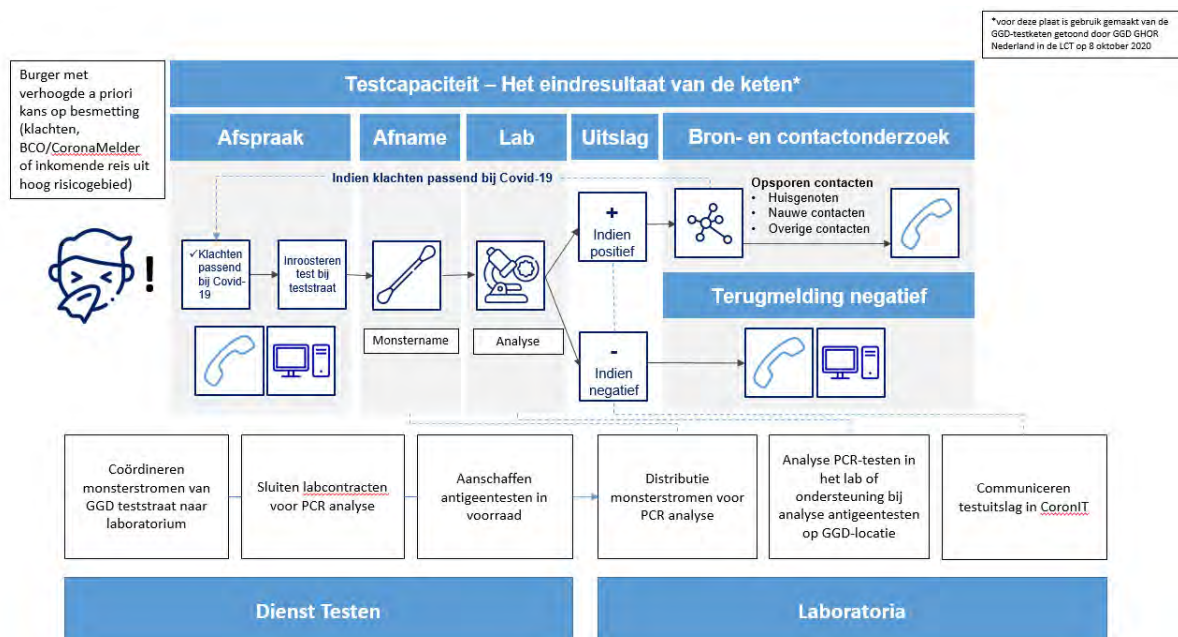 *voor deze plaat is gebruik gemaakt van de
GGD-testketen getoond door GGD GHOR
Nederland in de LCT op 8 oktober 2020
Burger met
verhoogde a priori
kans op besmetting
(klachten,
BCO/CoronaMelder
of inkomende reis uit
hoog risicogebied)
Testcapaciteit – Het eindresultaat van de keten*
Afspraak
Afname
Lab
Uitslag
Bron- en contactonderzoek
Indien klachten passend bij Covid-19
✓Klachten
passend
bij Covid-
19
Inroosteren
test bij
teststraat
Monstername
Analyse
+
Indien
positief
Opsporen contacten
• Huisgenoten
• Nauwe contacten
• Overige contacten
Terugmelding negatief
-
Indien
negatief
!
Coördineren
monsterstromen van
GGD teststraat naar
laboratorium
Sluiten labcontracten
voor PCR analyse
Aanschaffen
antigeentesten in
voorraad
Distributie
monsterstromen voor
PCR analyse
Analyse PCR-testen in
het lab of
ondersteuning bij
analyse antigeentesten
op GGD-locatie
Communiceren
testuitslag in CoronIT
Dienst Testen
Laboratoria